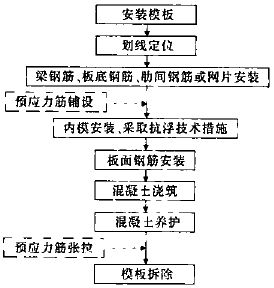 安装模板
划线定位
梁钢筋、板底钢筋、肋间钢筋或网片安装
预应力筋铺设
内模安装、采取抗浮技术措施
板面钢筋安装
混凝土浇筑
混凝土养护
预应力筋张拉
模板拆除